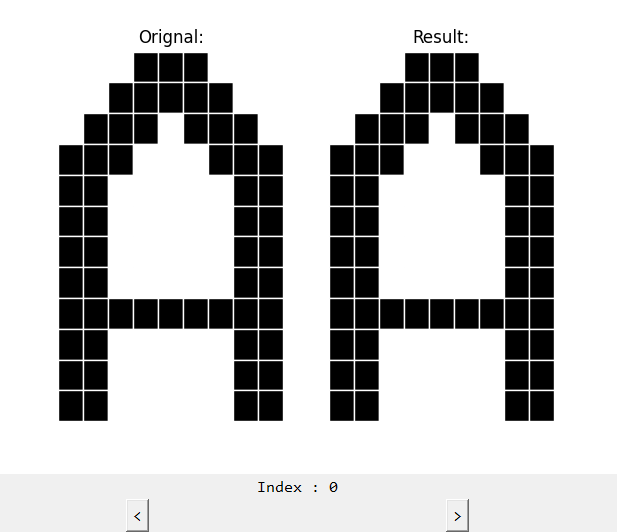 Orignal: Result:
A A
Index : 0
< >